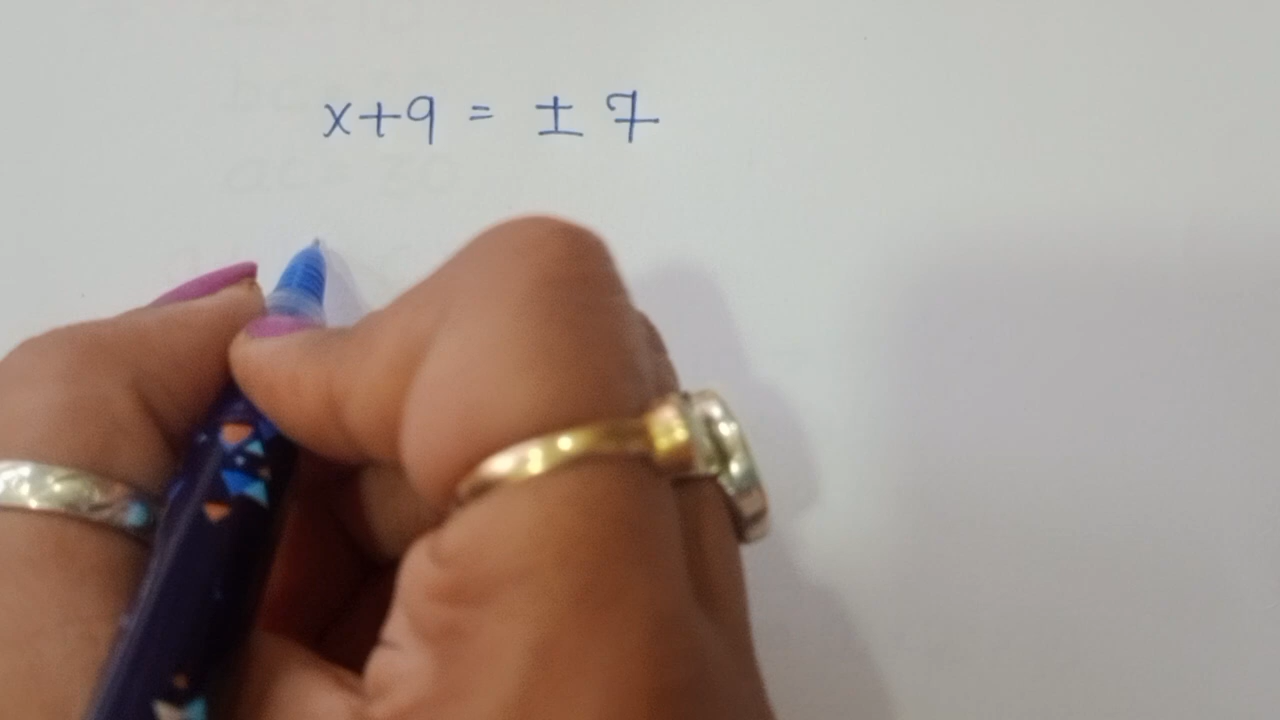 x+9 = ± 7